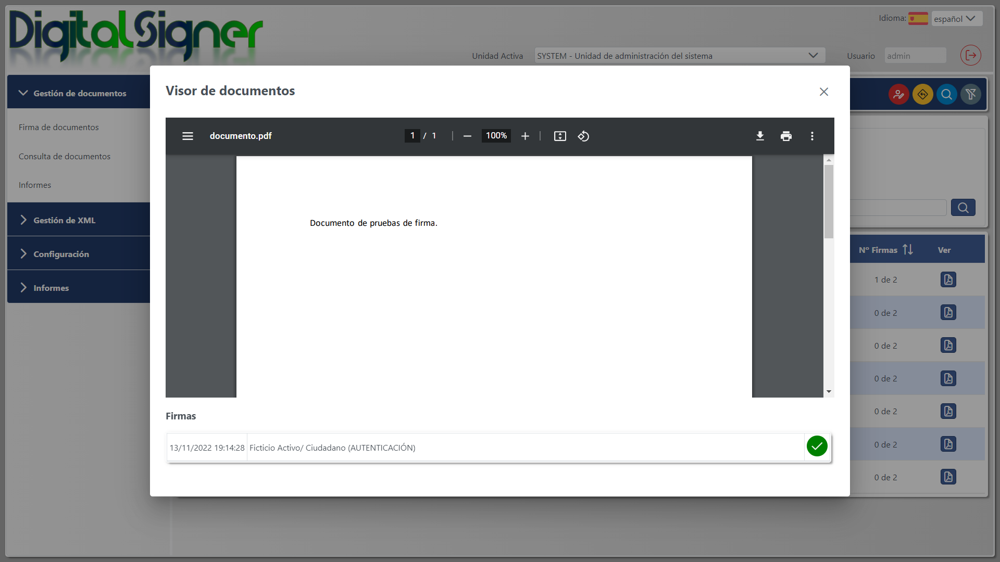 DigitalSigner
Idioma: español
Unidad Activa SYSTEM - Unidad de administración del sistema Usuario admin
Gestión de documentos
Firma de documentos
Consulta de documentos
Informes
Gestión de XML
Configuración
Informes
Visor de documentos
documento.pdf 1 / 1 100%
Documento de pruebas de firma.
Firmas
13/11/2022 19:14:28 Ficticio Activo/ Ciudadano (AUTENTICACIÓN)
Nº Firmas Ver
1 de 2
0 de 2
0 de 2
0 de 2
0 de 2
0 de 2
0 de 2